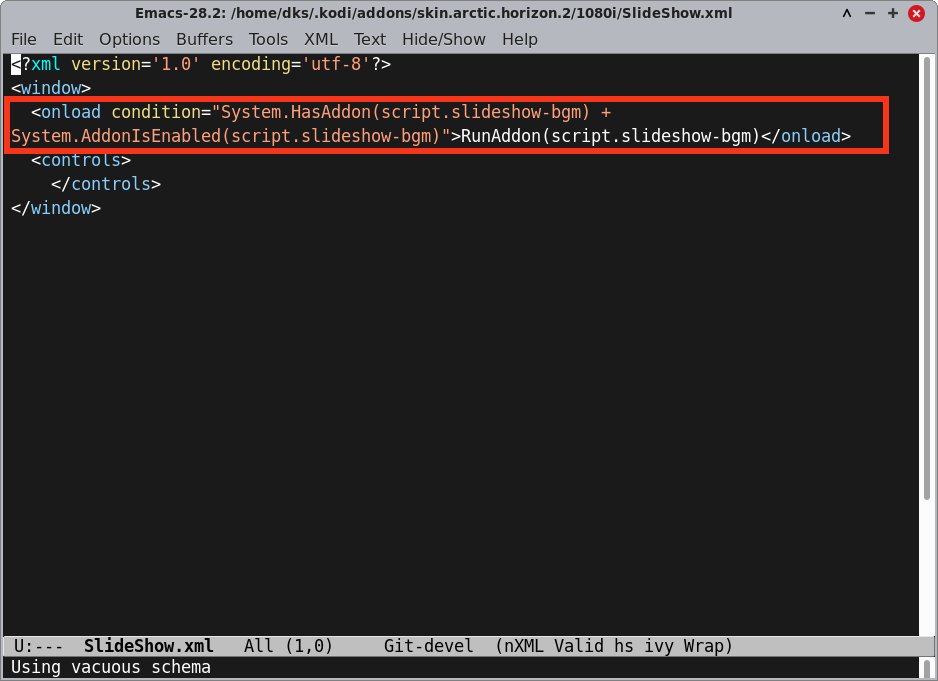 Emacs-28.2: /home/dks/.kodi/addons/skin.arctic.horizon.2/1080i/SlideShow.xml
File Edit Options Buffers Tools XML Text Hide/Show Help
<?xml version='1.0' encoding='utf-8'?>
<window>
  <onload condition="System.HasAddon(script.slideshow-bgm) +
System.AddonIsEnabled(script.slideshow-bgm)">RunAddon(script.slideshow-bgm)</onload>
  <controls>
    </controls>
</window>
U:--- SlideShow.xml All (1,0) Git-devel (nXML Valid hs ivy Wrap)
Using vacuous schema